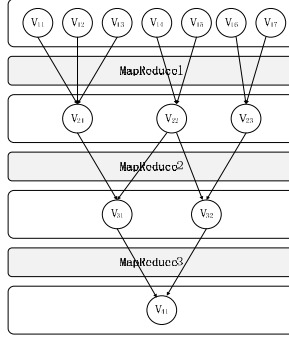 V₁₁ V₁₂ V₁₃ V₁₄ V₁₅ V₁₆ V₁₇
MapReduce1
V₂₁ V₂₂ V₂₃
MapReduce2
V₃₁ V₃₂
MapReduce3
V₄₁